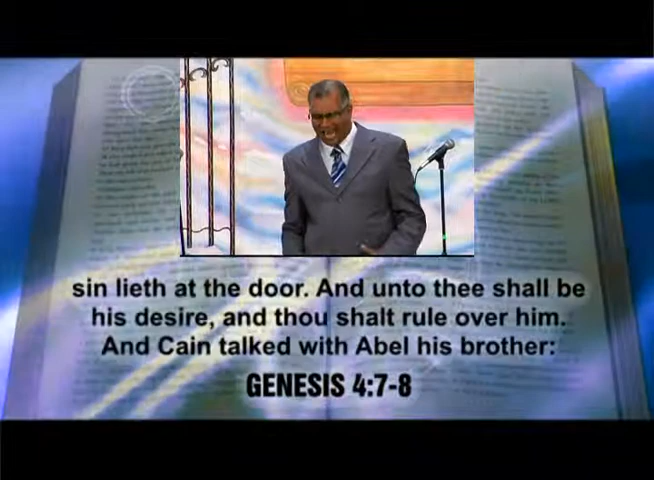 sin lieth at the door. And unto thee shall be
his desire, and thou shalt rule over him.
And Cain talked with Abel his brother:
GENESIS 4:7-8